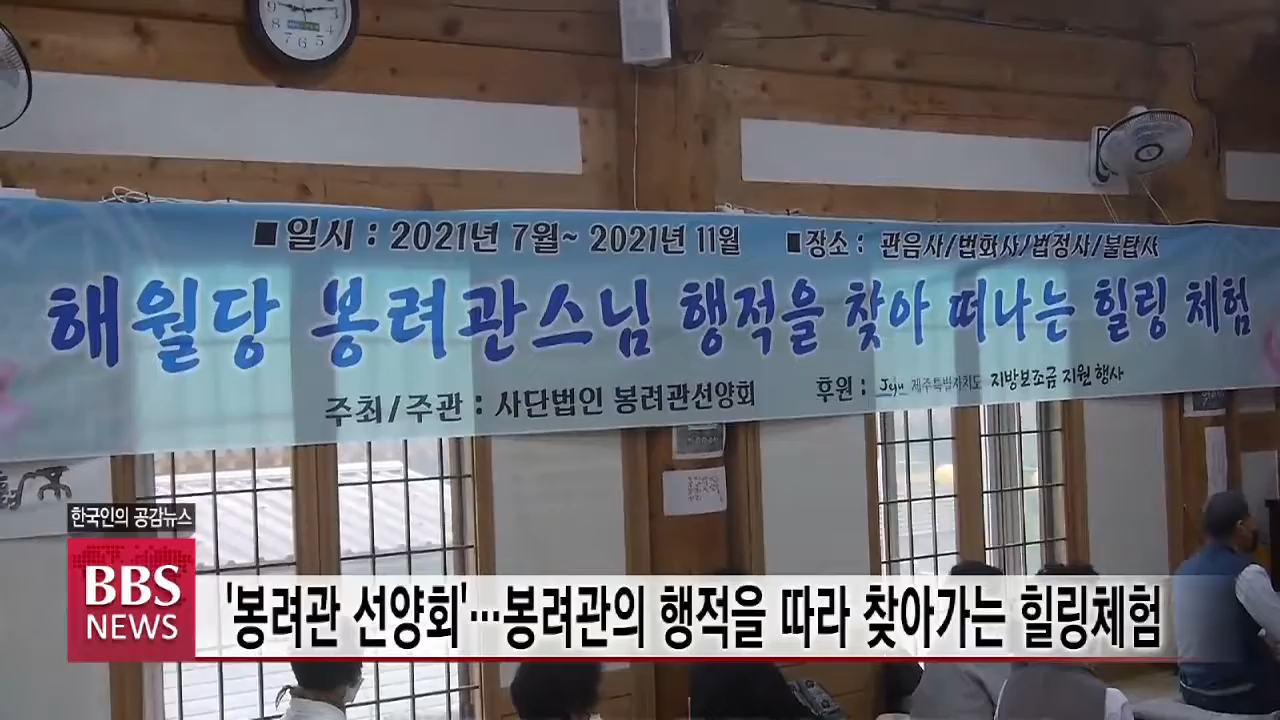 ■일시 : 2021년 7월~ 2021년 11월 ■장소 : 관음사/법화사/법정사/불탑사
해월당 봉려관스님 행적을 찾아 떠나는 힐링 체험
주최/주관 : 사단법인 봉려관선양회 후원 : Jeju 제주특별자치도 지방보조금 지원 행사
한국인의 공감뉴스
BBS
NEWS
'봉려관 선양회'…봉려관의 행적을 따라 찾아가는 힐링체험